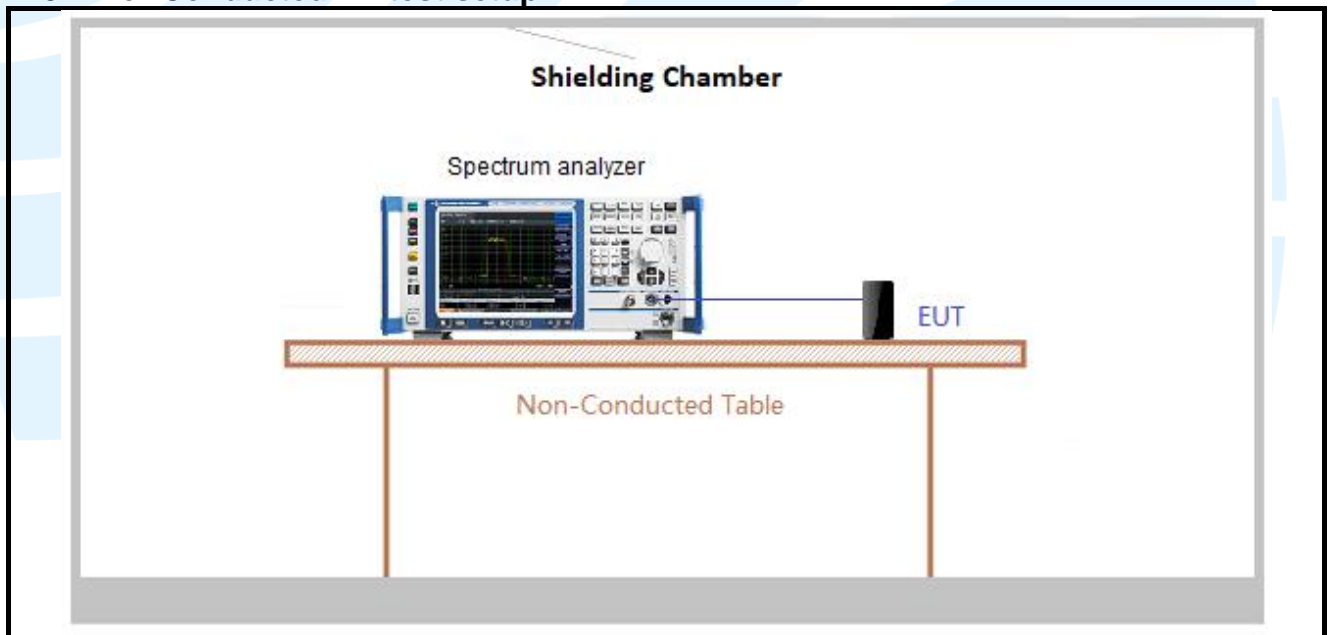 Shielding Chamber
Spectrum analyzer
EUT
Non-Conducted Table